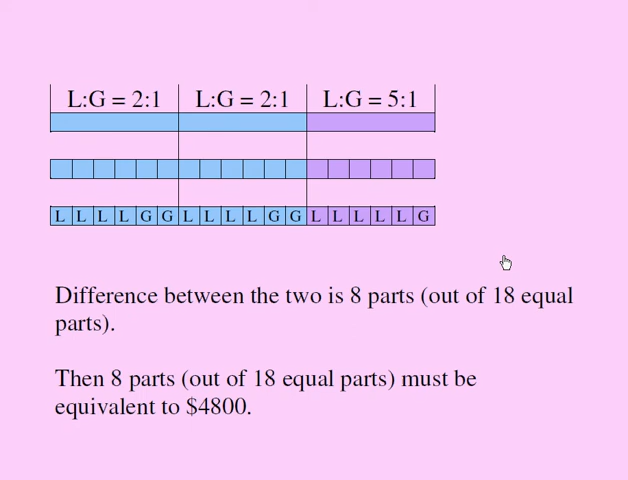 L:G = 2:1 L:G = 2:1 L:G = 5:1
L L L L G G L L L L G G L L L L L G
Difference between the two is 8 parts (out of 18 equal
parts).
Then 8 parts (out of 18 equal parts) must be
equivalent to $4800.